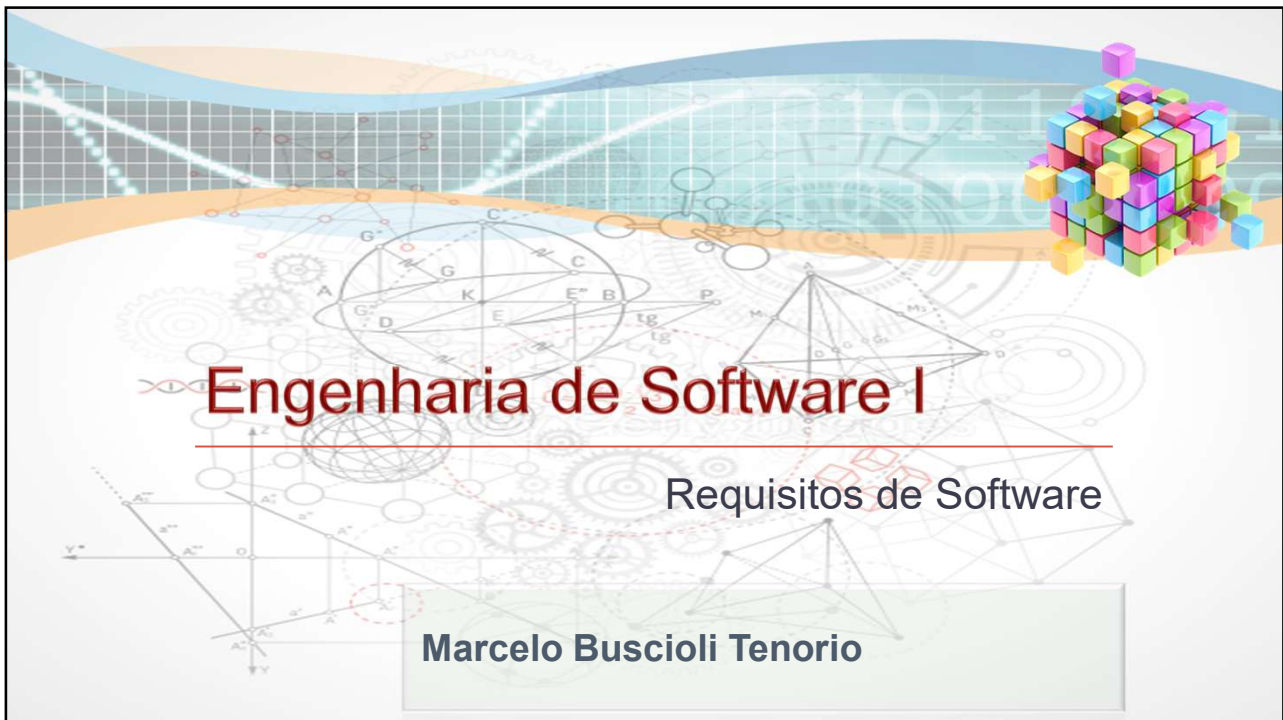 Engenharia de Software I
Requisitos de Software
Marcelo Buscioli Tenorio